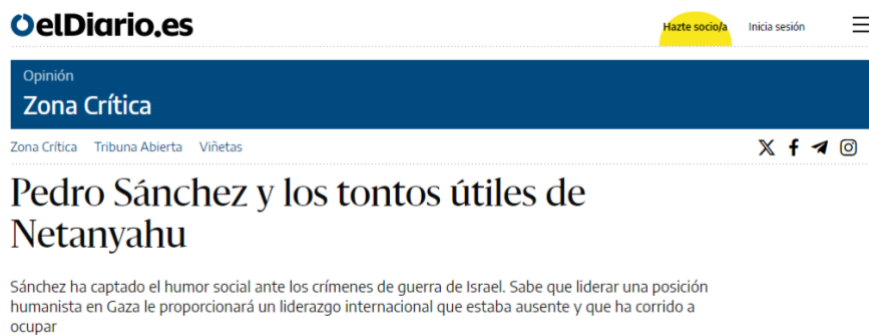 elDiario.es
Hazte socio/a
Inicia sesión
Opinión
Zona Crítica
Zona Crítica Tribuna Abierta Viñetas
Pedro Sánchez y los tontos útiles de
Netanyahu
Sánchez ha captado el humor social ante los crímenes de guerra de Israel. Sabe que liderar una posición
humanista en Gaza le proporcionará un liderazgo internacional que estaba ausente y que ha corrido a
ocupar